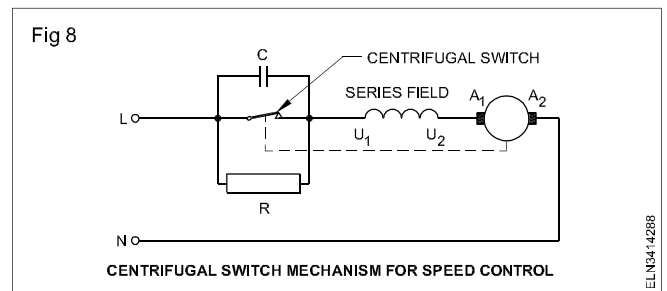 Fig 8
C
CENTRIFUGAL SWITCH
SERIES FIELD
A1
A2
L
U1
U2
R
N
CENTRIFUGAL SWITCH MECHANISM FOR SPEED CONTROL
ELN3414288